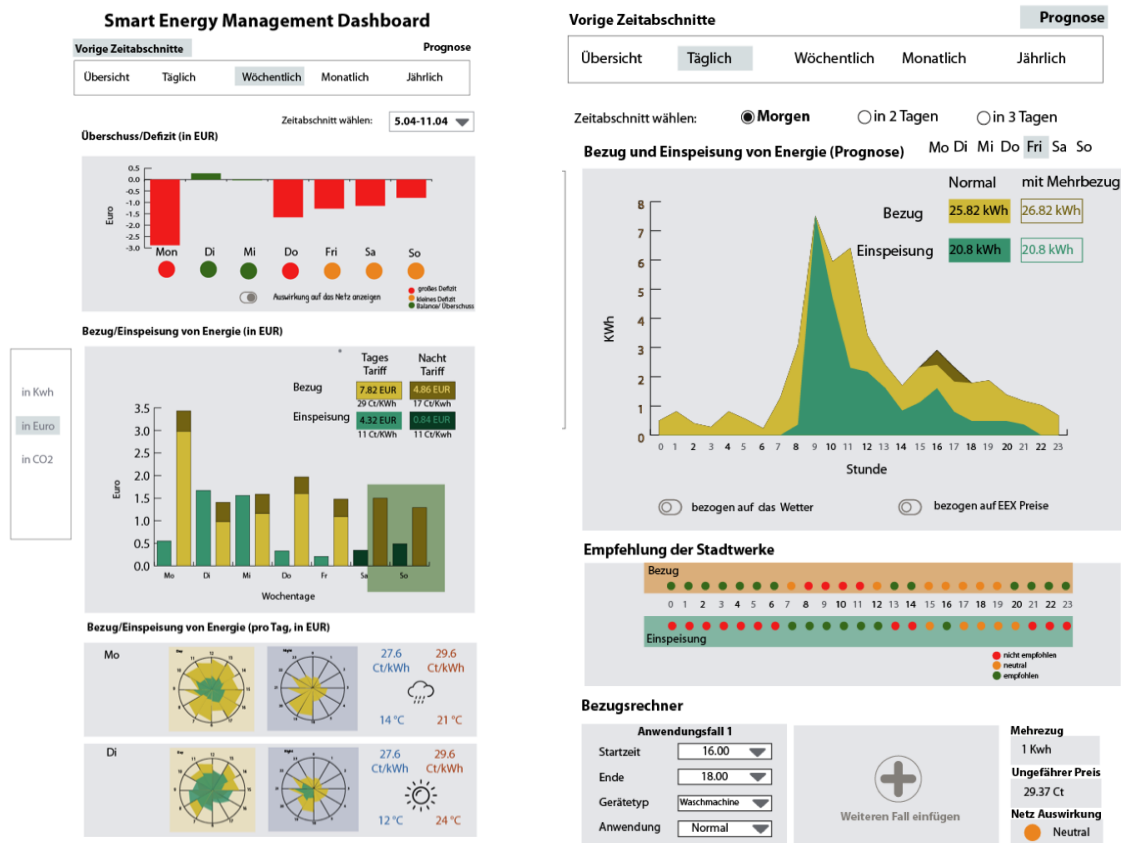 Smart Energy Management Dashboard
Vorige Zeitabschnitte
Prognose
Übersicht Täglich Wöchentlich Monatlich Jährlich
Zeitabschnitt wählen: 5.04-11.04
Überschuss/Defizit (in EUR)
0.5
0.0
-0.5
-1.0
-1.5
-2.0
-2.5
-3.0
Euro
Mon Di Mi Do Fri Sa So
Auswirkung auf das Netz anzeigen
großes Defizit
kleines Defizit
Balance/ Überschuss
Bezug/Einspeisung von Energie (in EUR)
in Kwh
in Euro
in CO2
*
Tages Nacht
Tariff Tariff
Bezug 7.82 EUR 4.86 EUR
29 Ct/KWh 17 Ct/Kwh
Einspeisung 4.32 EUR 0.84 EUR
11 Ct/KWh 11 Ct/Kwh
3.5
3.0
2.5
2.0
1.5
1.0
0.5
0.0
Euro
Mo Di Mi Do Fr Sa So
Wochentage
Bezug/Einspeisung von Energie (pro Tag, in EUR)
Mo
27.6 29.6
Ct/kWh Ct/kWh
14 °C 21 °C
Di
27.6 29.6
Ct/kWh Ct/kWh
12 °C 24 °C
Vorige Zeitabschnitte
Prognose
Übersicht Täglich Wöchentlich Monatlich Jährlich
Zeitabschnitt wählen: Morgen in 2 Tagen in 3 Tagen
Bezug und Einspeisung von Energie (Prognose) Mo Di Mi Do Fri Sa So
Normal mit Mehrbezug
Bezug 25.82 kWh 26.82 kWh
Einspeisung 20.8 kWh 20.8 kWh
8
7
6
5
4
3
2
1
0
KWh
0 1 2 3 4 5 6 7 8 9 10 11 12 13 14 15 16 17 18 19 20 21 22 23
Stunde
bezogen auf das Wetter bezogen auf EEX Preise
Empfehlung der Stadtwerke
Bezug
0 1 2 3 4 5 6 7 8 9 10 11 12 13 14 15 16 17 18 19 20 21 22 23
Einspeisung
nicht empfohlen
neutral
empfohlen
Bezugsrechner
Anwendungsfall 1
Startzeit 16.00
Ende 18.00
Gerätetyp Waschmachine
Anwendung Normal
Weiteren Fall einfügen
Mehrezug
1 Kwh
Ungefährer Preis
29.37 Ct
Netz Auswirkung
Neutral